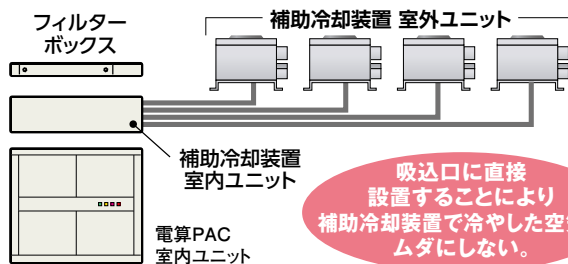 フィルター
ボックス
補助冷却装置 室外ユニット
補助冷却装置
室内ユニット
電算PAC
室内ユニット
吸込口に直接
設置することにより
補助冷却装置で冷やした空
ムダにしない。